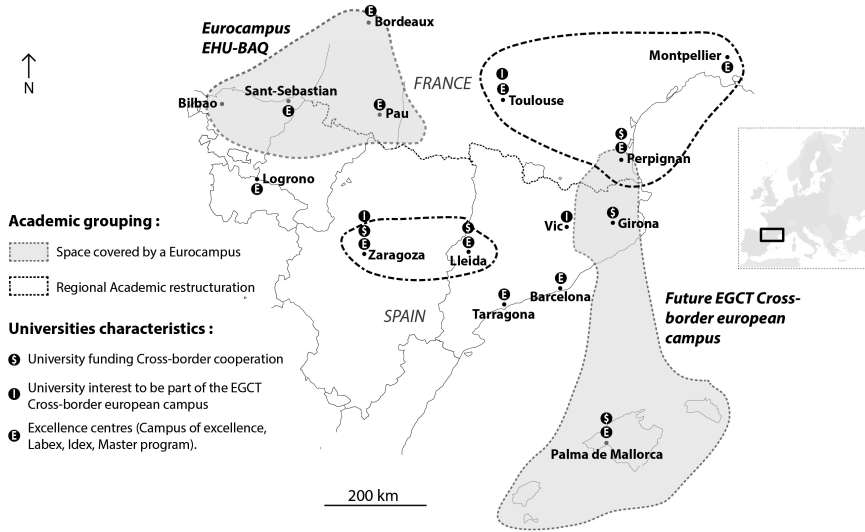 Eurocampus
EHU-BAQ
E
Bordeaux
N
FRANCE
Montpellier
E
I
E
Toulouse
Sant-Sebastian
E
Bilbao
E
Pau
S
E
Perpignan
Logrono
E
Academic grouping :
Space covered by a Eurocampus
Regional Academic restructuration
I
S
E
Zaragoza
S
E
Lleida
I
Vic
S
Girona
E
Barcelona
E
Tarragona
SPAIN
Future EGCT Cross-
border european
campus
Universities characteristics :
$ University funding Cross-border cooperation
I University interest to be part of the EGCT
Cross-border european campus
E Excellence centres (Campus of excellence,
Labex, Idex, Master program).
$
E
Palma de Mallorca
200 km